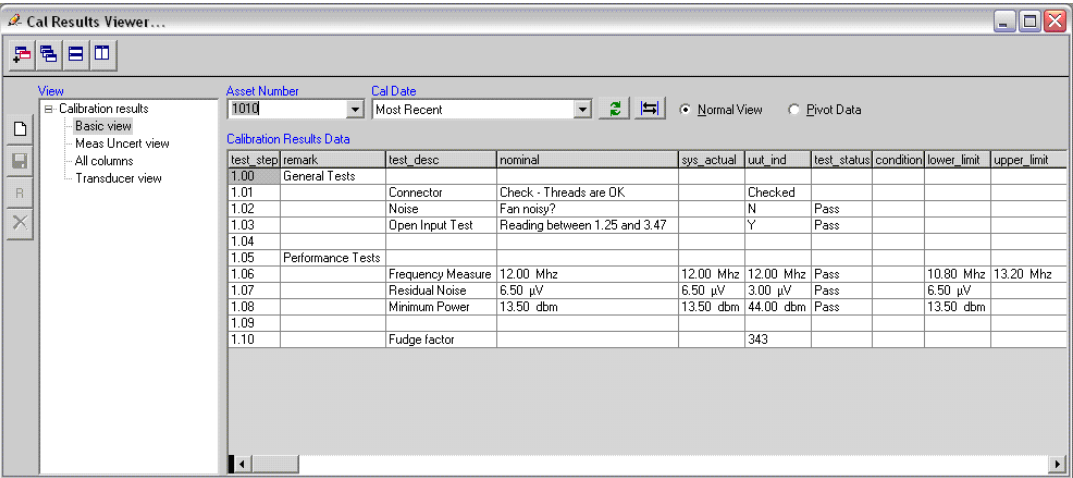 Cal Results Viewer...
View
Calibration results
Basic view
Meas Uncert view
All columns
Transducer view
Asset Number Cal Date
1010 Most Recent Normal View Pivot Data
R
Calibration Results Data
test_step remark test_desc nominal sys_actual uut_ind test_status condition lower_limit upper_limit
1.00 General Tests
1.01 Connector Check - Threads are OK Checked
1.02 Noise Fan noisy? N Pass
1.03 Open Input Test Reading between 1.25 and 3.47 Y Pass
1.04
1.05 Performance Tests
1.06 Frequency Measure 12.00 Mhz 12.00 Mhz 12.00 Mhz Pass 10.80 Mhz 13.20 Mhz
1.07 Residual Noise 6.50 µV 6.50 µV 3.00 µV Pass 6.50 µV
1.08 Minimum Power 13.50 dbm 13.50 dbm 44.00 dbm Pass 13.50 dbm
1.09
1.10 Fudge factor 343